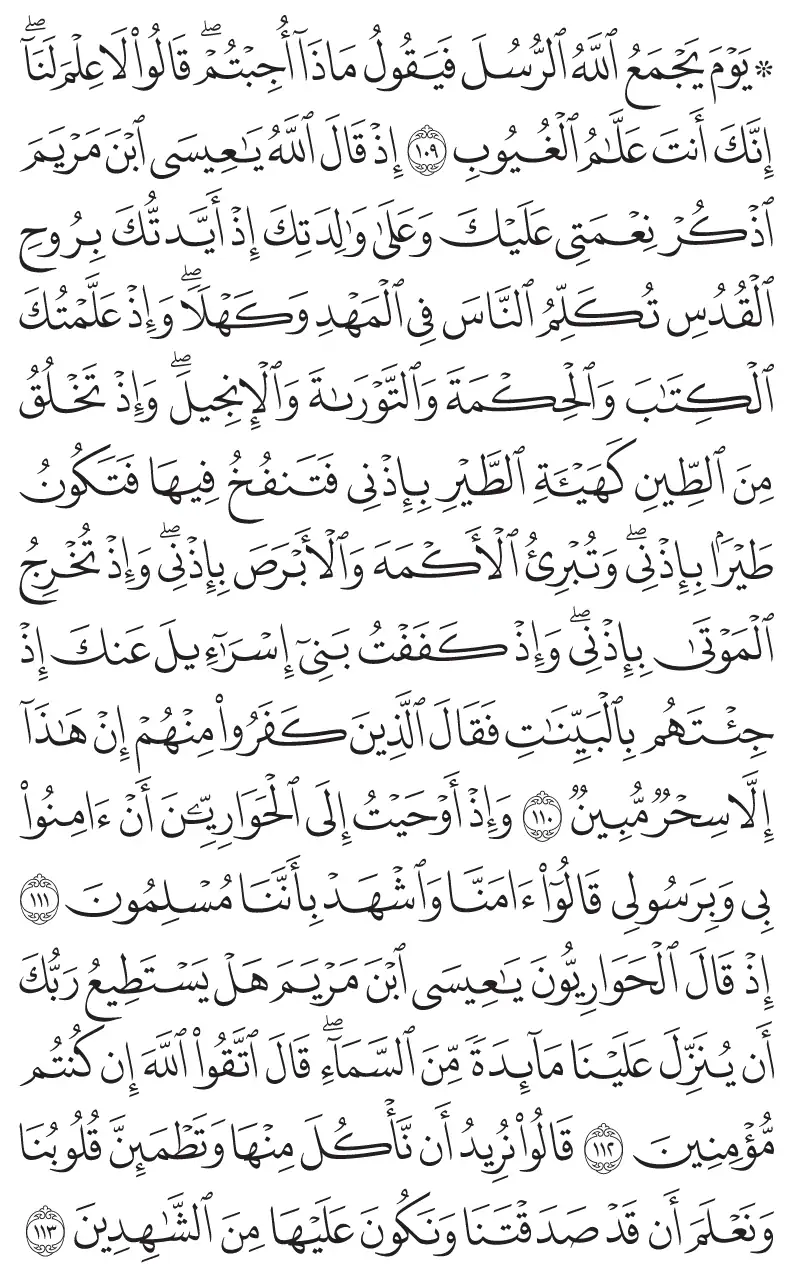 ۞ يَوْمَ يَجْمَعُ ٱللَّهُ ٱلرُّسُلَ فَيَقُولُ مَاذَآ أُجِبْتُمْۖ قَالُوا۟ لَا عِلْمَ لَنَآۖ
إِنَّكَ أَنتَ عَلَّٰمُ ٱلْغُيُوبِ ١٠٩ إِذْ قَالَ ٱللَّهُ يَٰعِيسَى ٱبْنَ مَرْيَمَ
ٱذْكُرْ نِعْمَتِى عَلَيْكَ وَعَلَىٰ وَٰلِدَتِكَ إِذْ أَيَّدتُّكَ بِرُوحِ
ٱلْقُدُسِ تُكَلِّمُ ٱلنَّاسَ فِى ٱلْمَهْدِ وَكَهْلًاۖ وَإِذْ عَلَّمْتُكَ
ٱلْكِتَٰبَ وَٱلْحِكْمَةَ وَٱلتَّوْرَىٰةَ وَٱلْإِنجِيلَۖ وَإِذْ تَخْلُقُ
مِنَ ٱلطِّينِ كَهَيْـَٔةِ ٱلطَّيْرِ بِإِذْنِى فَتَنفُخُ فِيهَا فَتَكُونُ
طَيْرًۢا بِإِذْنِىۖ وَتُبْرِئُ ٱلْأَكْمَهَ وَٱلْأَبْرَصَ بِإِذْنِىۖ وَإِذْ تُخْرِجُ
ٱلْمَوْتَىٰ بِإِذْنِىۖ وَإِذْ كَفَفْتُ بَنِىٓ إِسْرَٰٓءِيلَ عَنكَ إِذْ
جِئْتَهُم بِٱلْبَيِّنَٰتِ فَقَالَ ٱلَّذِينَ كَفَرُوا۟ مِنْهُمْ إِنْ هَٰذَآ
إِلَّا سِحْرٌ مُّبِينٌ ١١٠ وَإِذْ أَوْحَيْتُ إِلَى ٱلْحَوَارِيِّۦنَ أَنْ ءَامِنُوا۟
بِى وَبِرَسُولِى قَالُوٓا۟ ءَامَنَّا وَٱشْهَدْ بِأَنَّنَا مُسْلِمُونَ ١١١
إِذْ قَالَ ٱلْحَوَارِيُّونَ يَٰعِيسَى ٱبْنَ مَرْيَمَ هَلْ يَسْتَطِيعُ رَبُّكَ
أَن يُنَزِّلَ عَلَيْنَا مَآئِدَةً مِّنَ ٱلسَّمَآءِۖ قَالَ ٱتَّقُوا۟ ٱللَّهَ إِن كُنتُم
مُّؤْمِنِينَ ١١٢ قَالُوا۟ نُرِيدُ أَن نَّأْكُلَ مِنْهَا وَتَطْمَئِنَّ قُلُوبُنَا
وَنَعْلَمَ أَن قَدْ صَدَقْتَنَا وَنَكُونَ عَلَيْهَا مِنَ ٱلشَّٰهِدِينَ ١١٣